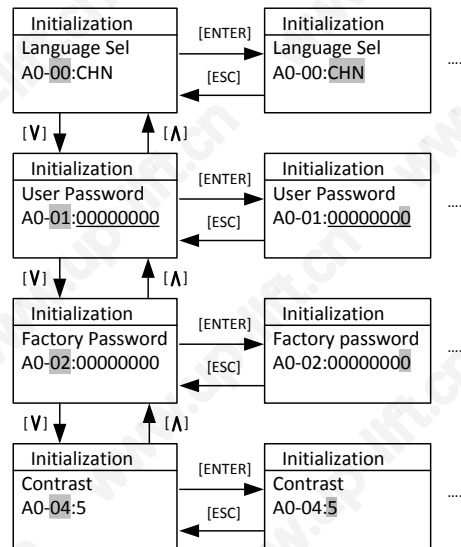 Initialization
Language Sel
A0-00:CHN
[ENTER]
[ESC]
Initialization
Language Sel
A0-00:CHN
....
[V]
[Λ]
Initialization
User Password
A0-01:00000000
[ENTER]
[ESC]
Initialization
User Password
A0-01:00000000
....
[V]
[Λ]
Initialization
Factory Password
A0-02:00000000
[ENTER]
[ESC]
Initialization
Factory password
A0-02:00000000
....
[V]
[Λ]
Initialization
Contrast
A0-04:5
[ENTER]
[ESC]
Initialization
Contrast
A0-04:5
....